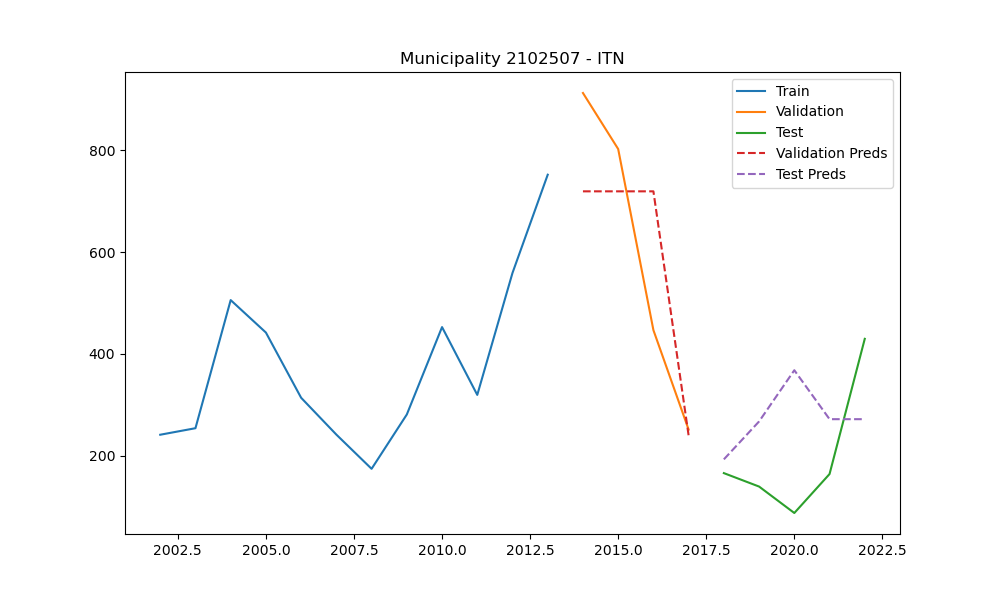 Municipality 2102507 - ITN
Train
Validation
Test
Validation Preds
Test Preds
800
600
400
200
2002.5 2005.0 2007.5 2010.0 2012.5 2015.0 2017.5 2020.0 2022.5